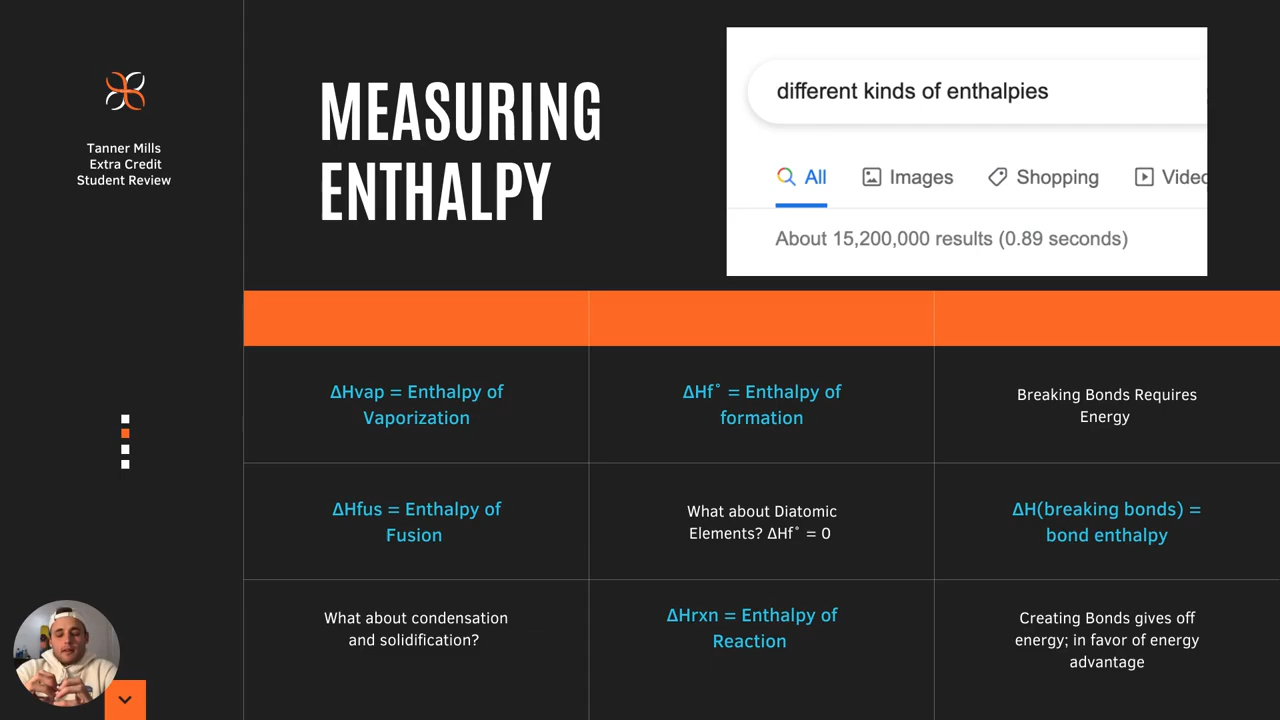 Tanner Mills
Extra Credit
Student Review
MEASURING
ENTHALPY
different kinds of enthalpies
All
Images
Shopping
About 15,200,000 results (0.89 seconds)
ΔHvap = Enthalpy of
Vaporization
ΔHf° = Enthalpy of
formation
Breaking Bonds Requires
Energy
ΔHfus = Enthalpy of
Fusion
What about Diatomic
Elements? ΔHf° = 0
ΔH(breaking bonds) =
bond enthalpy
What about condensation
and solidification?
ΔHrxn = Enthalpy of
Reaction
Creating Bonds gives off
energy; in favor of energy
advantage